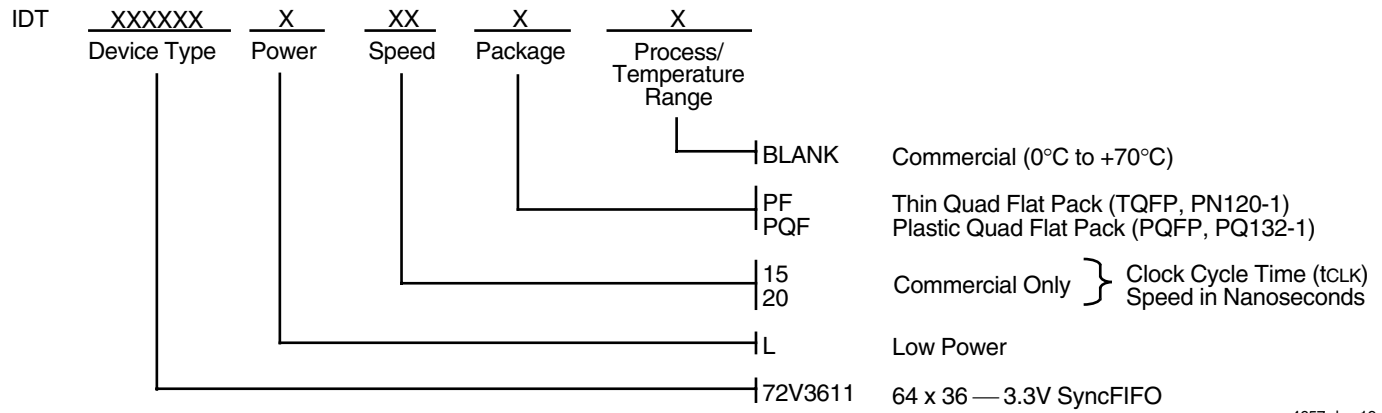 IDT XXXXXX X XX X X
Device Type Power Speed Package Process/
Temperature
Range
BLANK Commercial (0°C to +70°C)
PF Thin Quad Flat Pack (TQFP, PN120-1)
PQF Plastic Quad Flat Pack (PQFP, PQ132-1)
15 Commercial Only Clock Cycle Time (tCLK)
20 Speed in Nanoseconds
L Low Power
72V3611 64 x 36 — 3.3V SyncFIFO